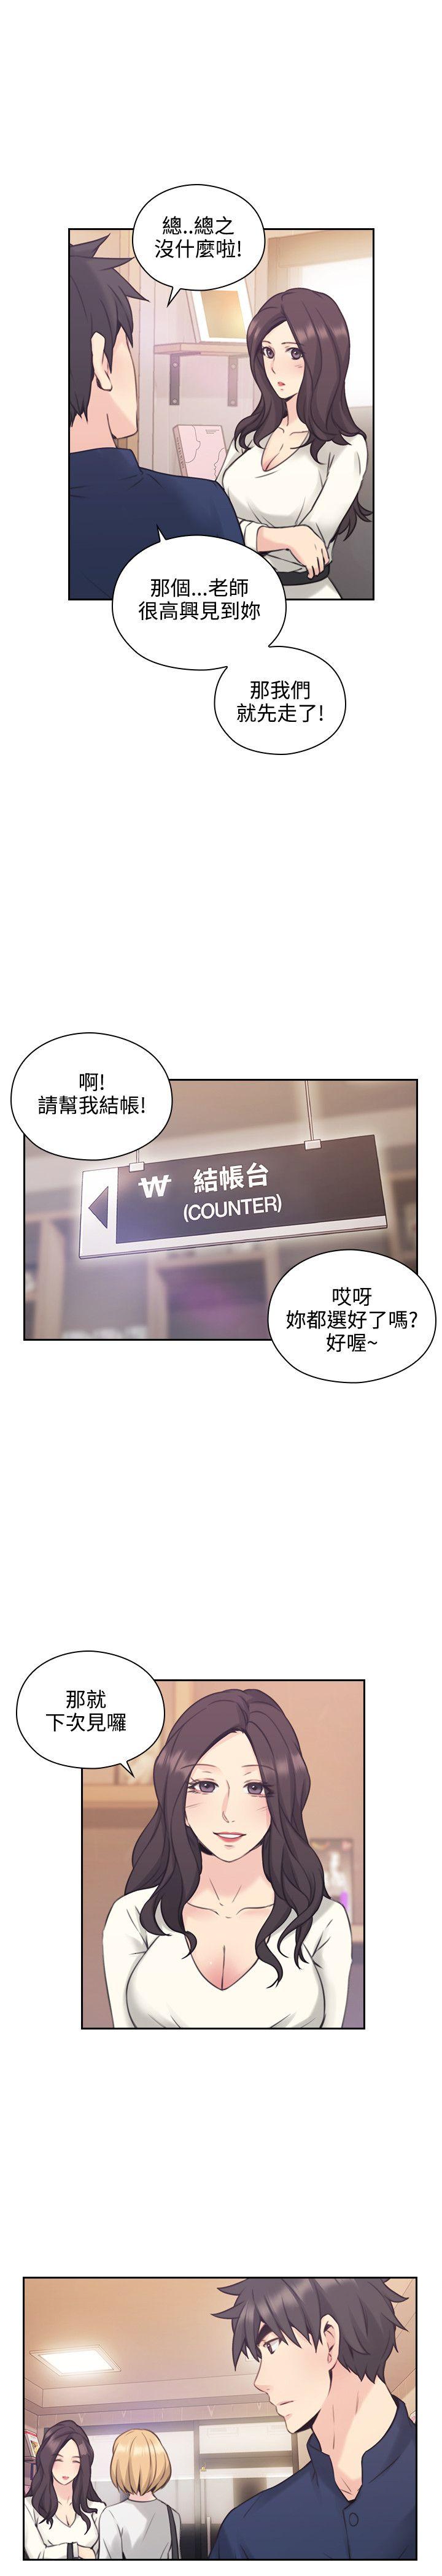 總..總之
沒什麼啦!
那個...老師
很高興見到妳
那我們
就先走了!
啊!
請幫我結帳!
₩ 結帳台
(COUNTER)
哎呀
妳都選好了嗎?
好喔~
那就
下次見囉